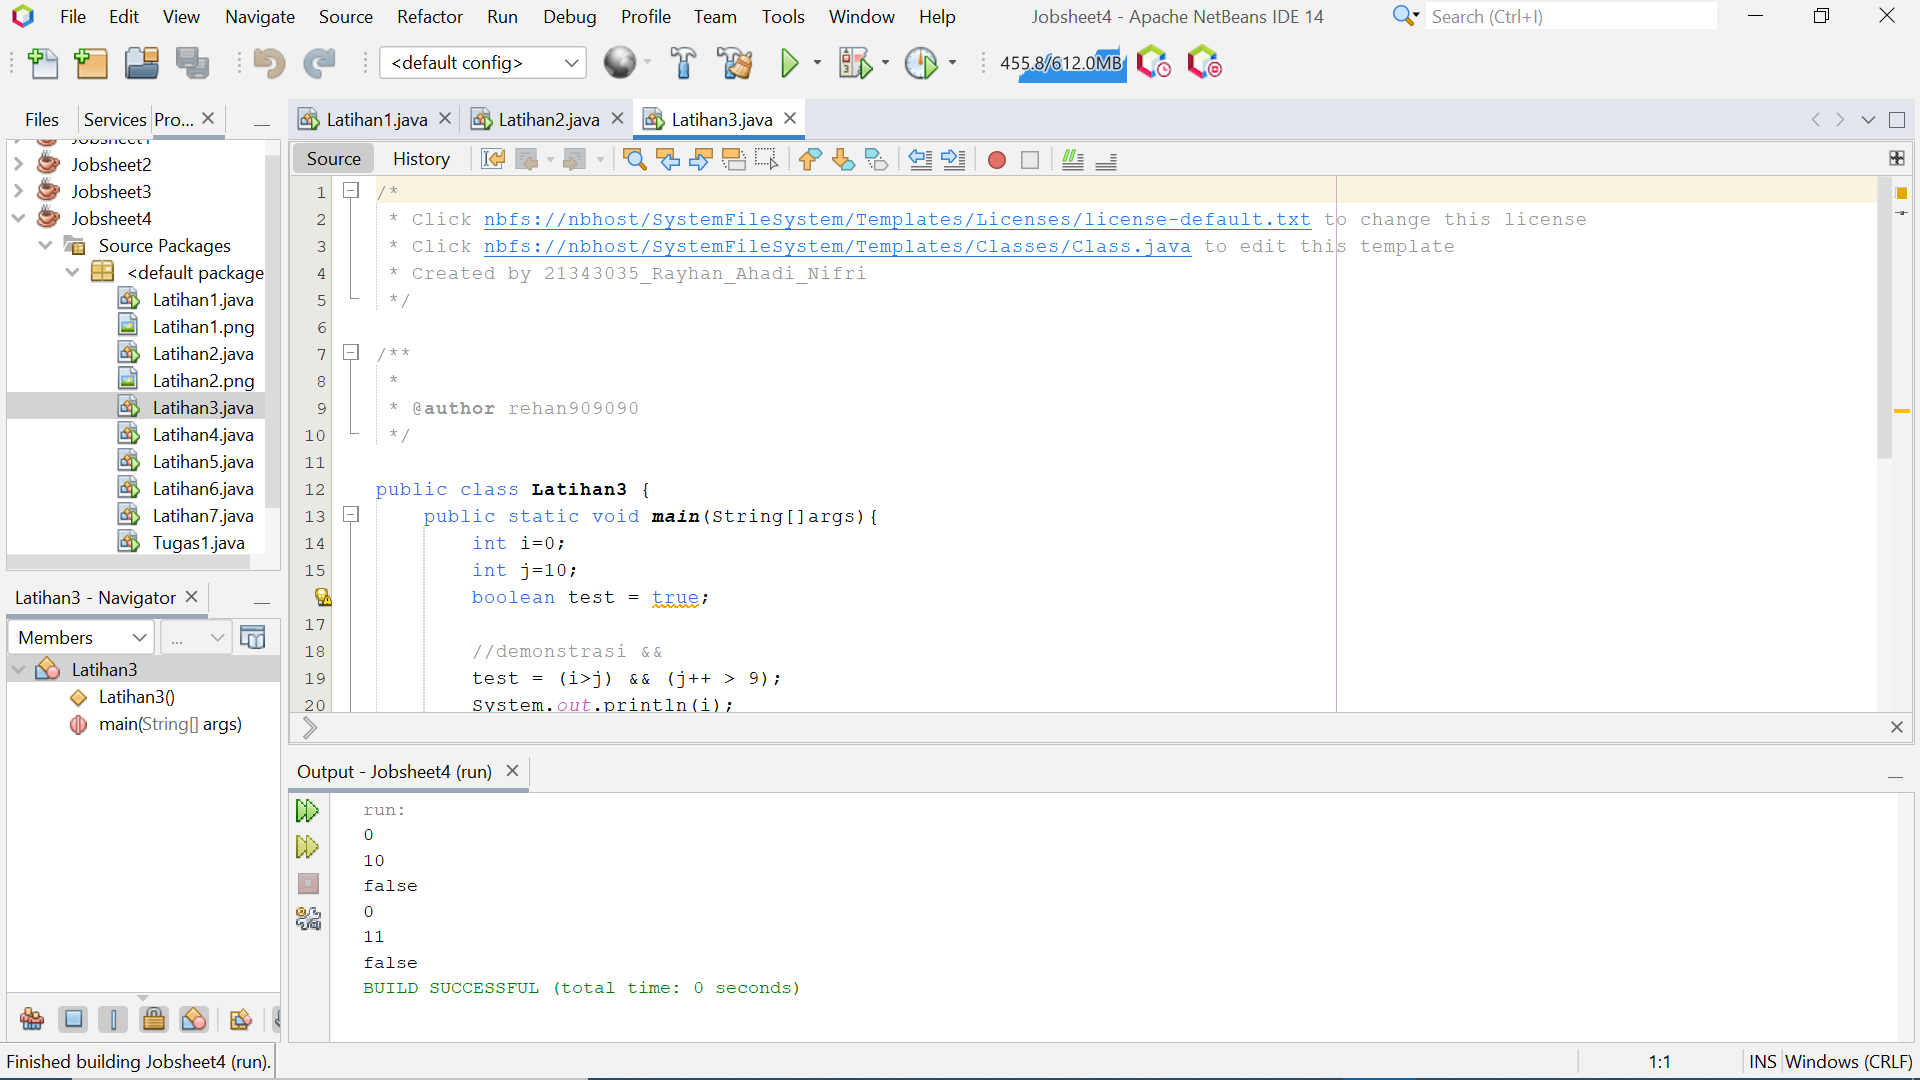 File Edit View Navigate Source Refactor Run Debug Profile Team Tools Window Help
Jobsheet4 - Apache NetBeans IDE 14
Search (Ctrl+I)
<default config>
455.8/612.0MB
Files Services Pro...
Jobsheet1
Jobsheet2
Jobsheet3
Jobsheet4
Source Packages
<default package
Latihan1.java
Latihan1.png
Latihan2.java
Latihan2.png
Latihan3.java
Latihan4.java
Latihan5.java
Latihan6.java
Latihan7.java
Tugas1.java
Latihan3 - Navigator
Members ...
Latihan3
Latihan3()
main(String[] args)
Latihan1.java Latihan2.java Latihan3.java
Source History
1 /*
2 * Click nbfs://nbhost/SystemFileSystem/Templates/Licenses/license-default.txt to change this license
3 * Click nbfs://nbhost/SystemFileSystem/Templates/Classes/Class.java to edit this template
4 * Created by 21343035_Rayhan_Ahadi_Nifri
5 */
6
7 /**
8 *
9 * @author rehan909090
10 */
11
12 public class Latihan3 {
13 public static void main(String[]args){
14 int i=0;
15 int j=10;
boolean test = true;
17
18 //demonstrasi &&
19 test = (i>j) && (j++ > 9);
20 System.out.println(i);
Output - Jobsheet4 (run)
run:
0
10
false
0
11
false
BUILD SUCCESSFUL (total time: 0 seconds)
Finished building Jobsheet4 (run).
1:1 INS Windows (CRLF)